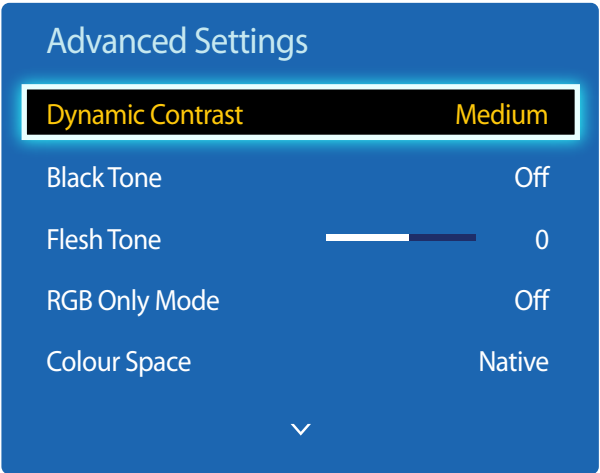 Advanced Settings
Dynamic Contrast Medium
Black Tone Off
Flesh Tone 0
RGB Only Mode Off
Colour Space Native